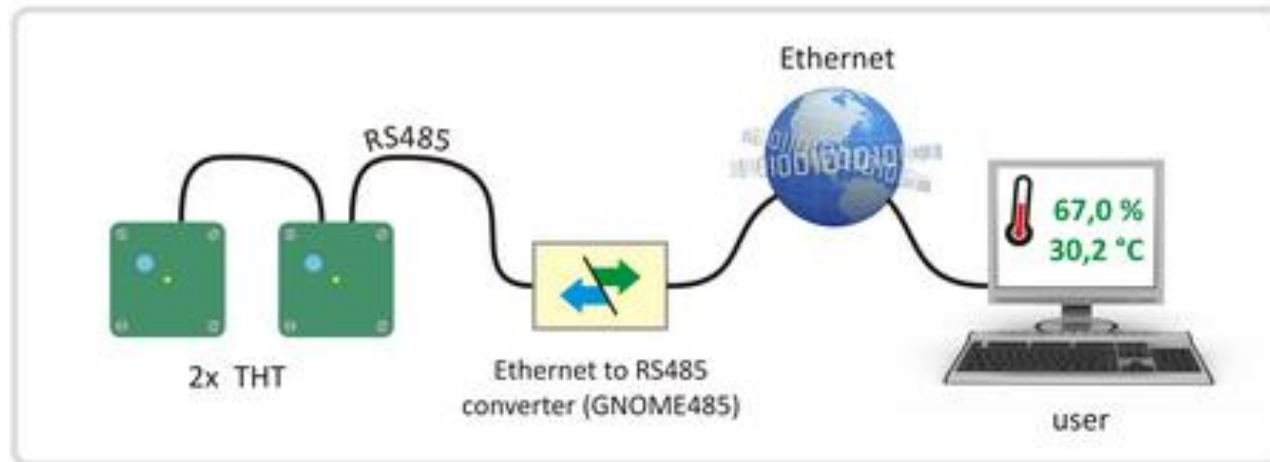 Ethernet
RS485
67,0 %
30,2 °C
2x THT
Ethernet to RS485
converter (GNOME485)
user